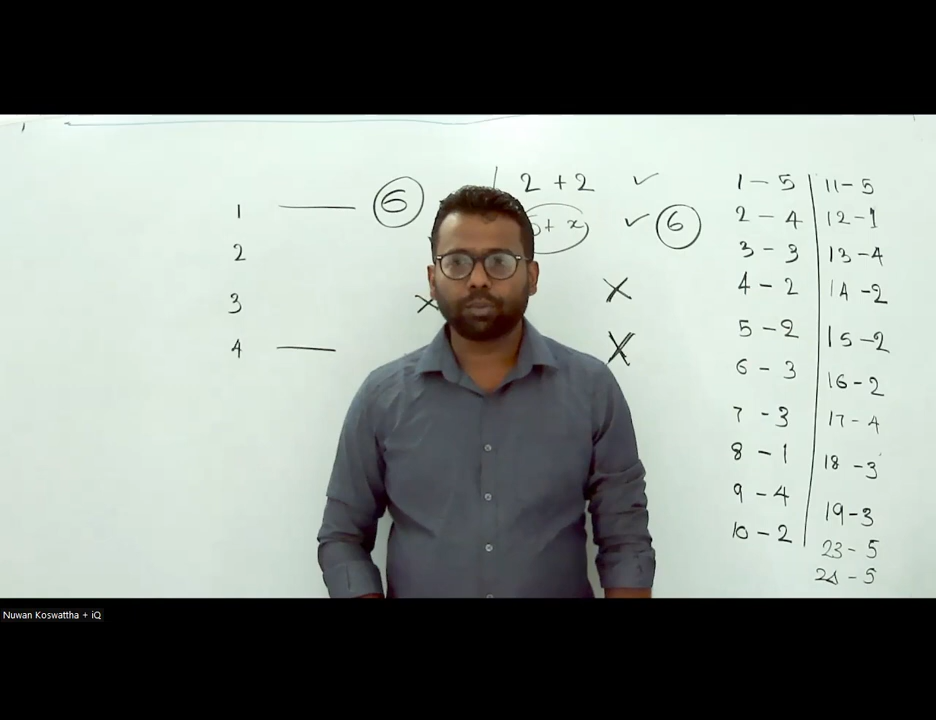 1 — 6
2
3 ×
4 —
2 + 2 ✓
+ x ✓ 6
×
×
1 – 5
2 – 4
3 – 3
4 – 2
5 – 2
6 – 3
7 – 3
8 – 1
9 – 4
10 – 2
11 – 5
12 – 1
13 – 4
14 – 2
15 – 2
16 – 2
17 – 4
18 – 3
19 – 3
23 – 5
24 – 5
Nuwan Koswattha + iQ